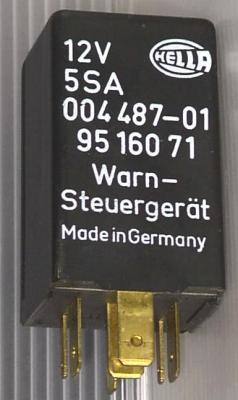 12V
HELLA
5SA
004 487-01
95 160 71
Warn-
Steuergerät
Made in Germany